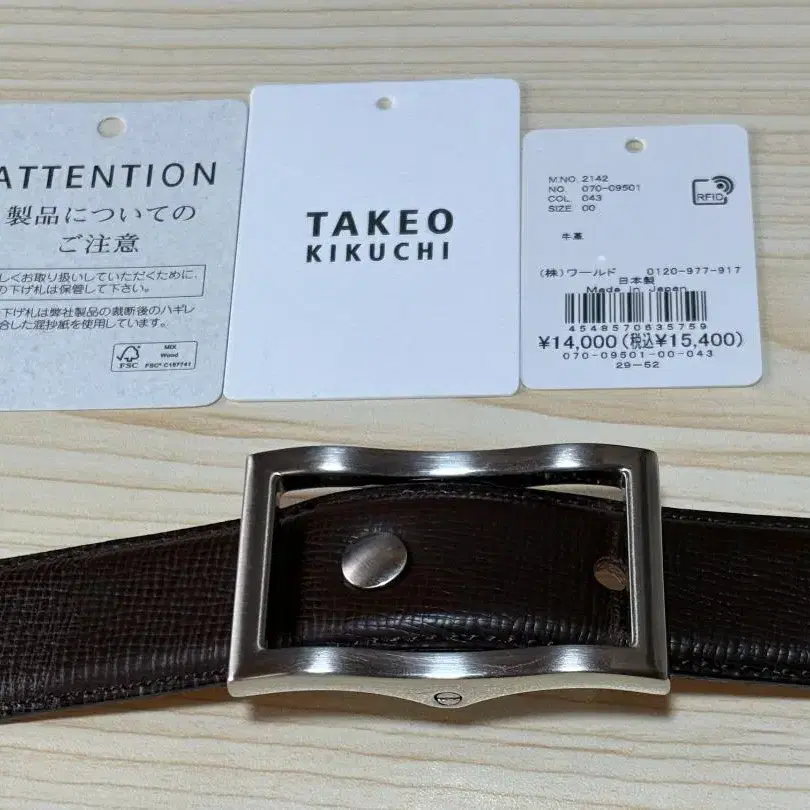 ATTENTION
製品についての
ご注意
しくお取り扱いしていただくために、
の下げ札は保管して下さい。
下げ札は弊社製品の裁断後のハギレ
合した混抄紙を使用しています。
FSC
MIX
Wood
FSC® C157741
TAKEO
KIKUCHI
M.NO. 2142
NO. 070-09501
COL. 043
SIZE 00
RFID
牛革
(株)ワールド 0120-977-917
日本製
Made in Japan
4548570635759
¥14,000(税込¥15,400)
070-09501-00-043
29-52